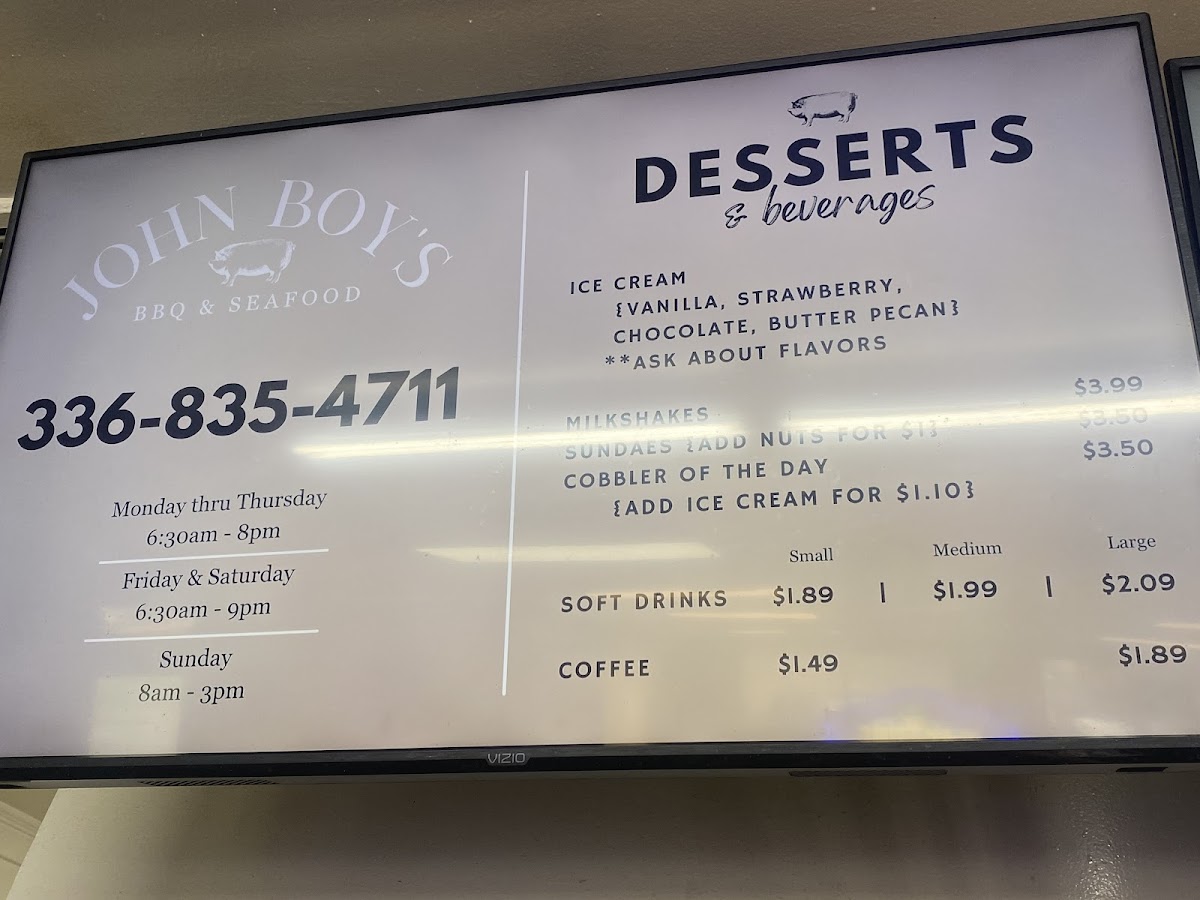 JOHN BOY'S
BBQ & SEAFOOD
336-835-4711
Monday thru Thursday
6:30am - 8pm
Friday & Saturday
6:30am - 9pm
Sunday
8am - 3pm
DESSERTS
& beverages
ICE CREAM
{VANILLA, STRAWBERRY,
CHOCOLATE, BUTTER PECAN}
**ASK ABOUT FLAVORS
MILKSHAKES $3.99
SUNDAES {ADD NUTS FOR $1} $3.50
COBBLER OF THE DAY $3.50
{ADD ICE CREAM FOR $1.10}
Small Medium Large
SOFT DRINKS $1.89 | $1.99 | $2.09
COFFEE $1.49 $1.89
VIZIO